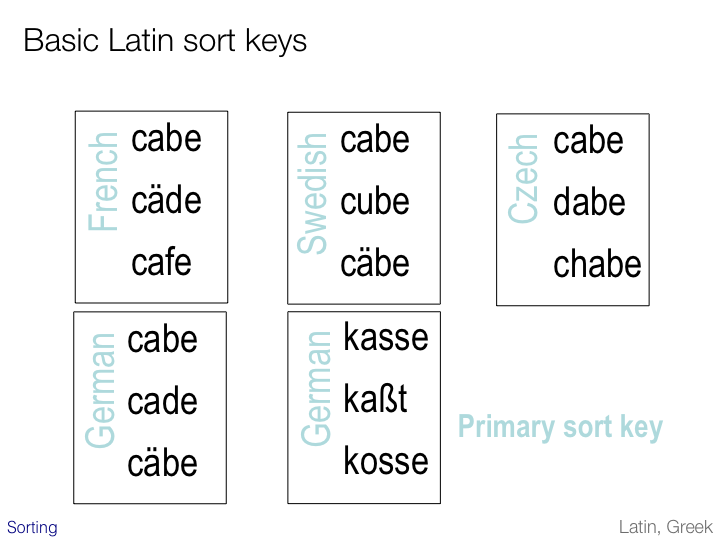 Basic Latin sort keys
French
cabe
cäde
cafe
Swedish
cabe
cube
cäbe
Czech
cabe
dabe
chabe
German
cabe
cade
cäbe
German
kasse
kaßt
kosse
Primary sort key
Sorting
Latin, Greek